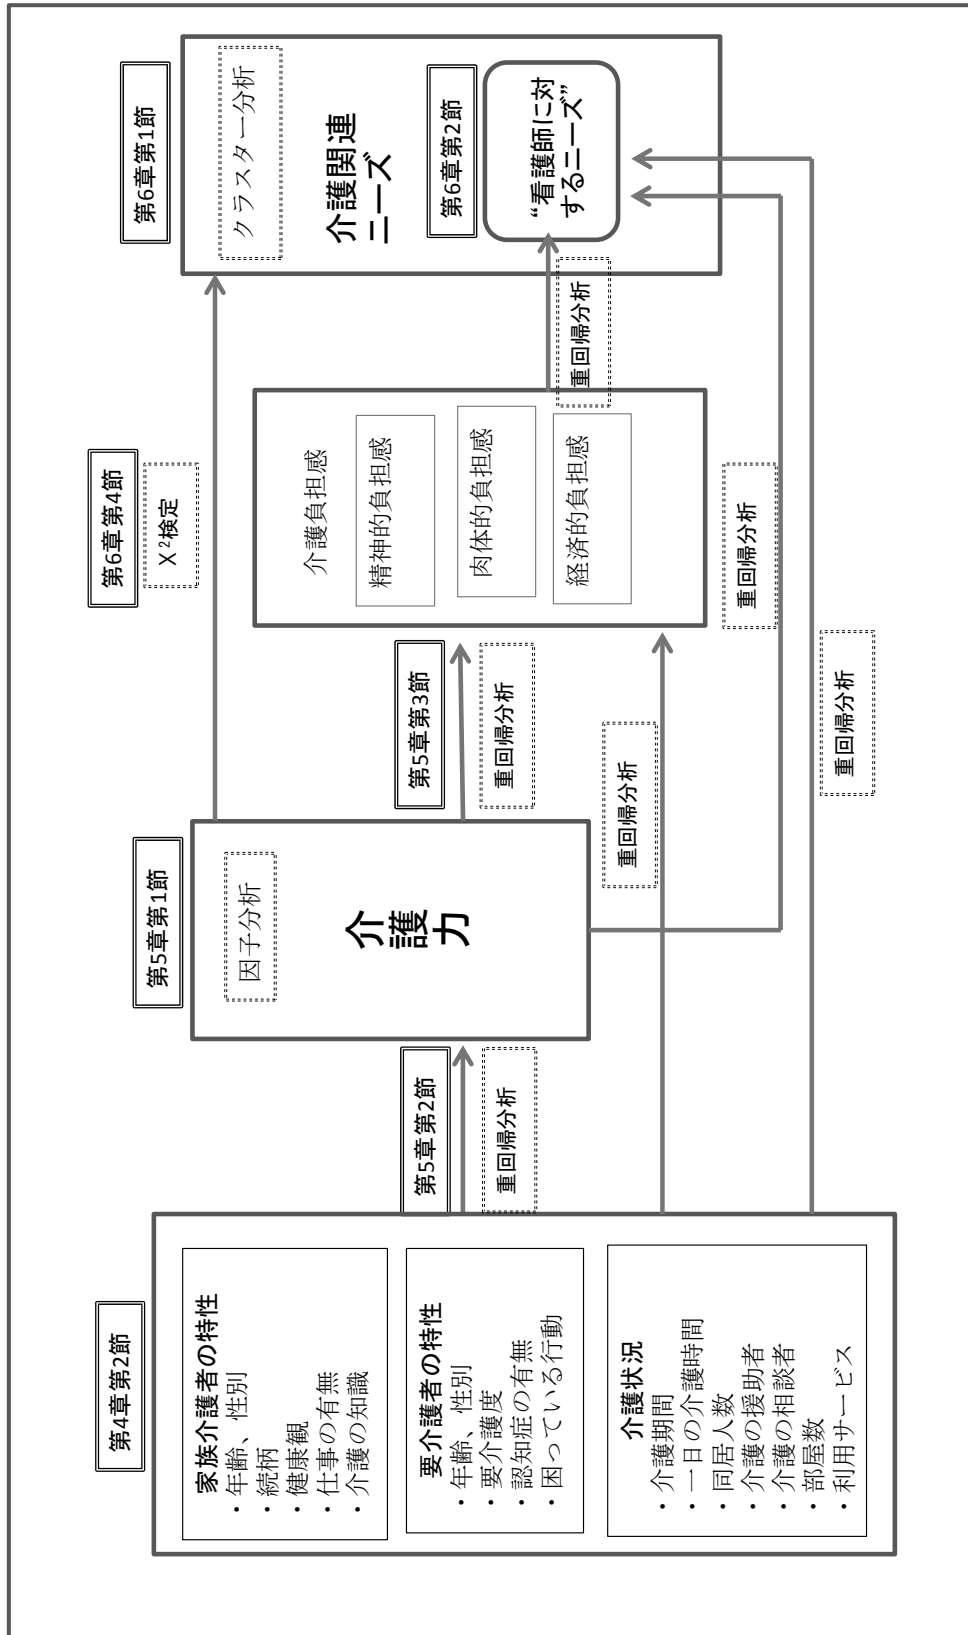 第4章第2節
家族介護者の特性
・年齢、性別
・続柄
・健康観
・仕事の有無
・介護の知識
要介護者の特性
・年齢、性別
・要介護度
・認知症の有無
・困っている行動
介護状況
・介護期間
・一日の介護時間
・同居人数
・介護の援助者
・介護の相談者
・部屋数
・利用サービス
第5章第2節
重回帰分析
第5章第1節
因子分析
介
護
力
第5章第3節
重回帰分析
重回帰分析
第6章第4節
X²検定
介護負担感
精神的負担感
肉体的負担感
経済的負担感
重回帰分析
重回帰分析
重回帰分析
第6章第1節
クラスター分析
介護関連
ニーズ
第6章第2節
“看護師に対
するニーズ”